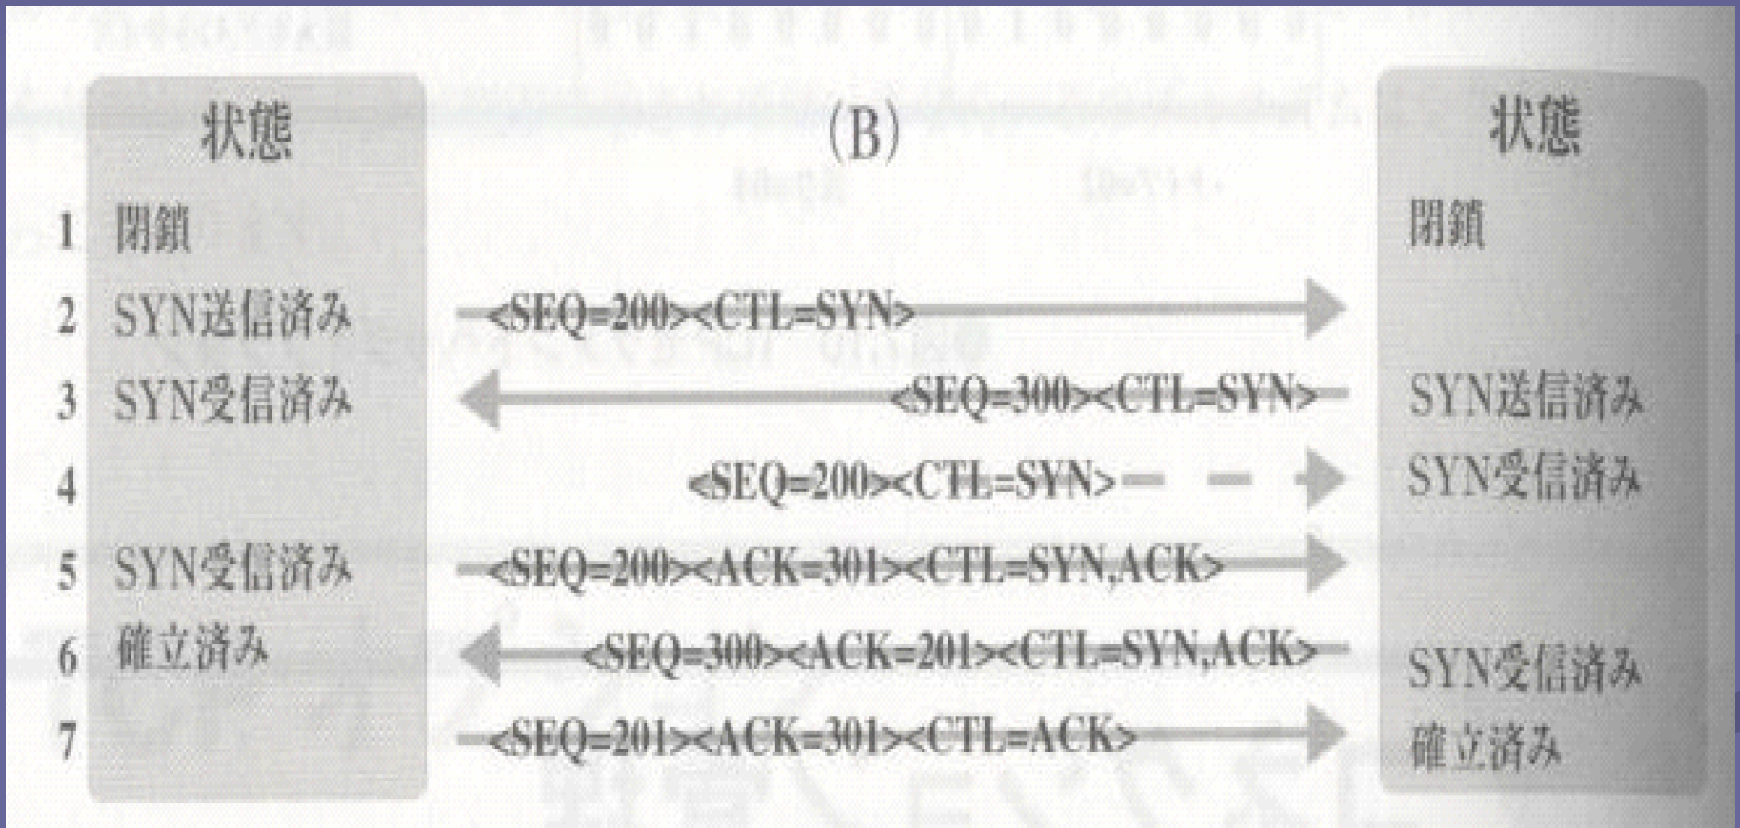 状態 (B) 状態
1 閉鎖 閉鎖
2 SYN送信済み <SEQ=200><CTL=SYN>
3 SYN受信済み <SEQ=300><CTL=SYN> SYN送信済み
4 <SEQ=200><CTL=SYN> SYN受信済み
5 SYN受信済み <SEQ=200><ACK=301><CTL=SYN,ACK>
6 確立済み <SEQ=300><ACK=201><CTL=SYN,ACK> SYN受信済み
7 <SEQ=201><ACK=301><CTL=ACK> 確立済み